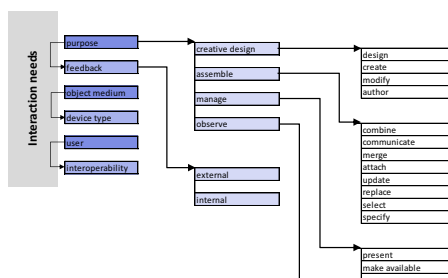 Interaction needs
purpose
feedback
object medium
device type
user
interoperability
creative design
assemble
manage
observe
external
internal
design
create
modify
author
combine
communicate
merge
attach
update
replace
select
specify
present
make available